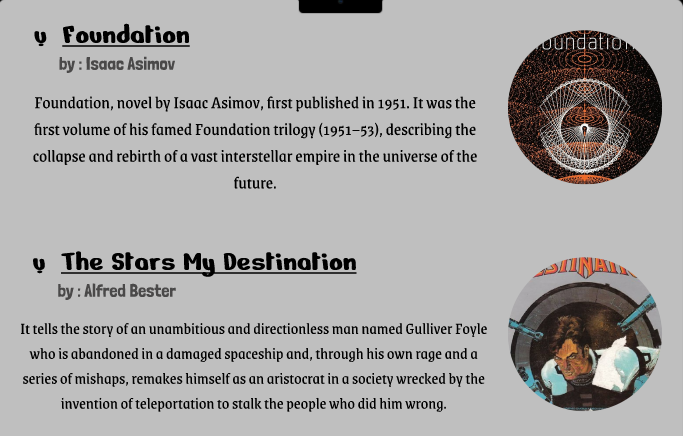 ṿ Foundation
by : Isaac Asimov
oundation
Foundation, novel by Isaac Asimov, first published in 1951. It was the
first volume of his famed Foundation trilogy (1951–53), describing the
collapse and rebirth of a vast interstellar empire in the universe of the
future.
ṿ The Stars My Destination
by : Alfred Bester
ESTINATI
It tells the story of an unambitious and directionless man named Gulliver Foyle
who is abandoned in a damaged spaceship and, through his own rage and a
series of mishaps, remakes himself as an aristocrat in a society wrecked by the
invention of teleportation to stalk the people who did him wrong.